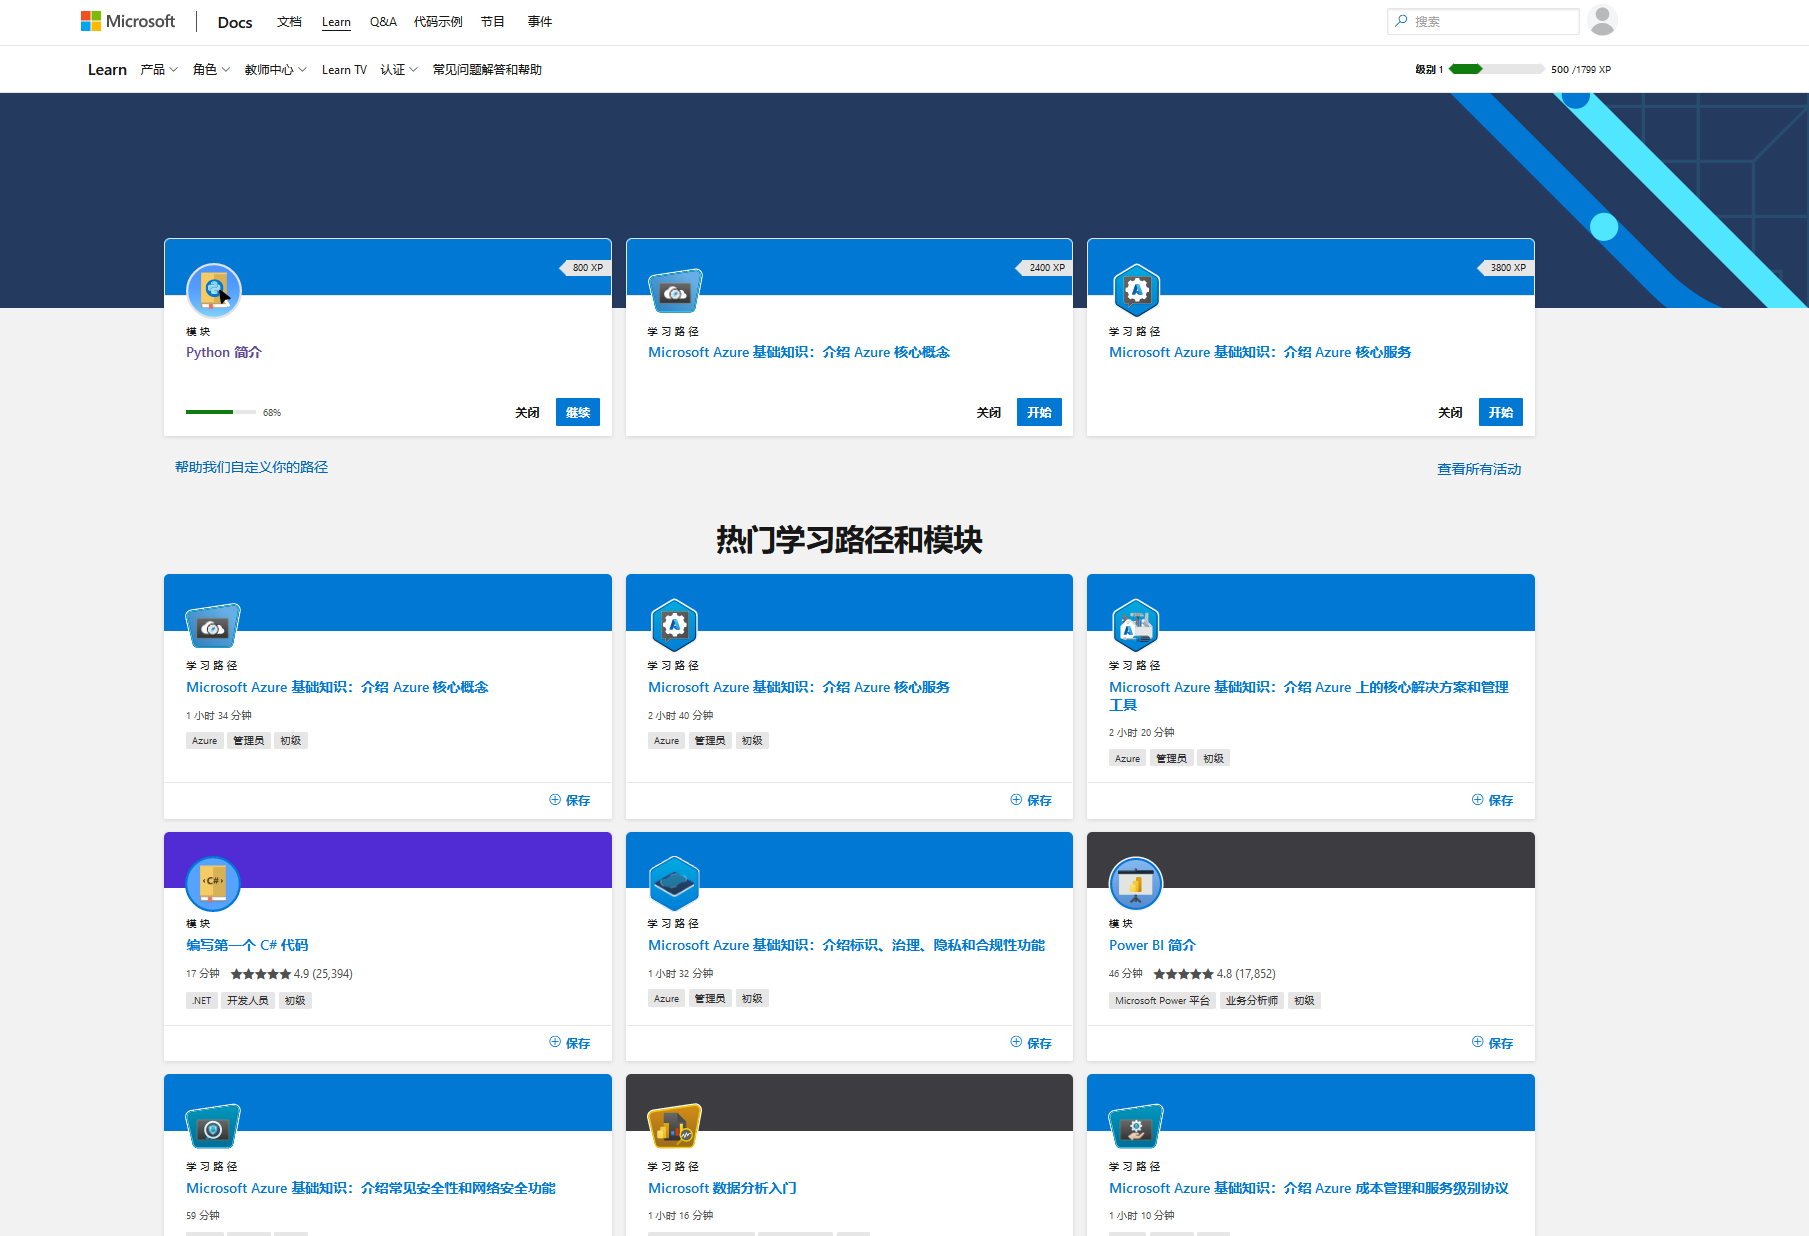 Microsoft Docs 文档 Learn Q&A 代码示例 节目 事件 搜索
Learn 产品 角色 教师中心 Learn TV 认证 常见问题解答和帮助 级别 1 500 /1799 XP
800 XP 2400 XP 3800 XP
模块 学习路径 学习路径
Python 简介 Microsoft Azure 基础知识：介绍 Azure 核心概念 Microsoft Azure 基础知识：介绍 Azure 核心服务
68% 关闭 继续 关闭 开始 关闭 开始
帮助我们自定义你的路径 查看所有活动
热门学习路径和模块
学习路径
Microsoft Azure 基础知识：介绍 Azure 核心概念
1 小时 34 分钟
Azure 管理员 初级
保存
学习路径
Microsoft Azure 基础知识：介绍 Azure 核心服务
2 小时 40 分钟
Azure 管理员 初级
保存
学习路径
Microsoft Azure 基础知识：介绍 Azure 上的核心解决方案和管理
工具
2 小时 20 分钟
Azure 管理员 初级
保存
C#
模块
编写第一个 C# 代码
17 分钟 4.9 (25,394)
.NET 开发人员 初级
保存
学习路径
Microsoft Azure 基础知识：介绍标识、治理、隐私和合规性功能
1 小时 32 分钟
Azure 管理员 初级
保存
模块
Power BI 简介
46 分钟 4.8 (17,852)
Microsoft Power 平台 业务分析师 初级
保存
学习路径
Microsoft Azure 基础知识：介绍常见安全性和网络安全功能
59 分钟
学习路径
Microsoft 数据分析入门
1 小时 16 分钟
学习路径
Microsoft Azure 基础知识：介绍 Azure 成本管理和服务级别协议
1 小时 10 分钟